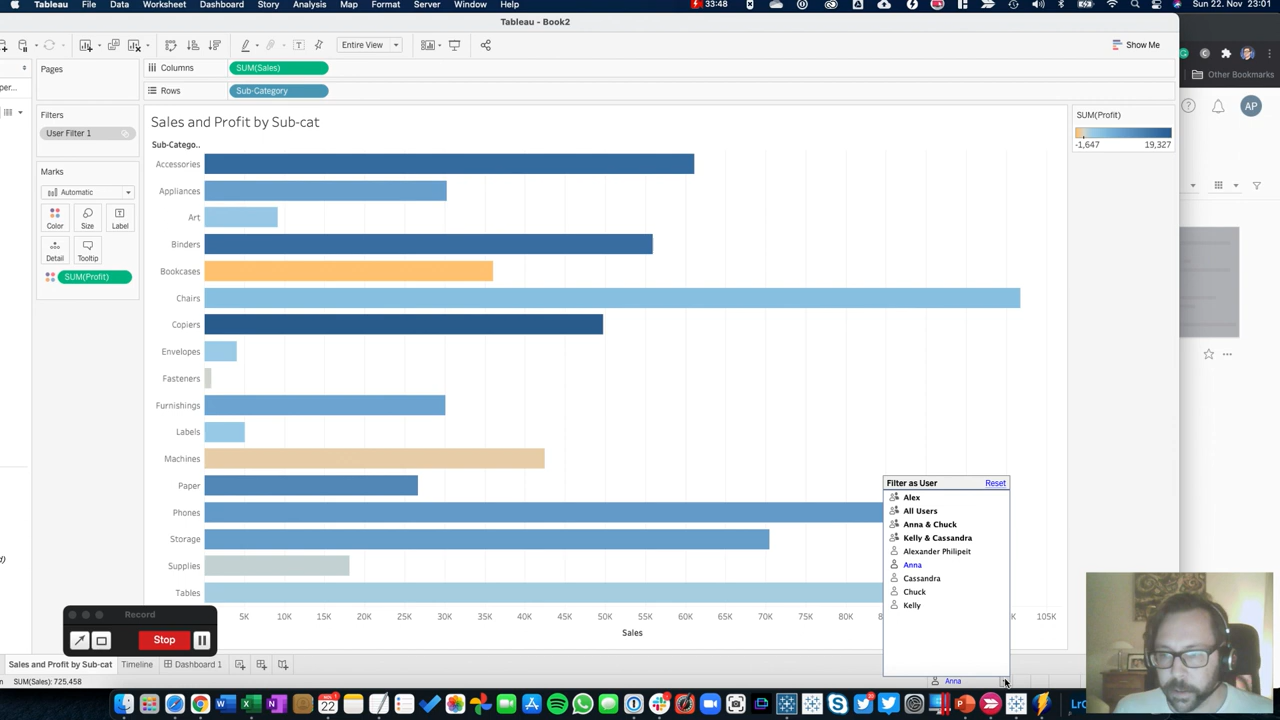 Tableau
File
Data
Worksheet
Dashboard
Story
Analysis
Map
Format
Server
Window
Help
33:48
Sun 22. Nov 23:01
Tableau - Book2
Entire View
Show Me
Other Bookmarks
AP
Pages
Columns
SUM(Sales)
Rows
Sub-Category
Filters
User Filter 1
Marks
Automatic
Color
Size
Label
Detail
Tooltip
SUM(Profit)
Sales and Profit by Sub-cat
Sub-Catego..
Accessories
Appliances
Art
Binders
Bookcases
Chairs
Copiers
Envelopes
Fasteners
Furnishings
Labels
Machines
Paper
Phones
Storage
Supplies
Tables
5K
10K
15K
20K
25K
30K
35K
40K
45K
50K
55K
60K
65K
70K
75K
80K
105K
Sales
SUM(Profit)
-1,647
19,327
Filter as User
Reset
Alex
All Users
Anna & Chuck
Kelly & Cassandra
Alexander Philipeit
Anna
Cassandra
Chuck
Kelly
Record
Stop
Sales and Profit by Sub-cat
Timeline
Dashboard 1
SUM(Sales): 725,458
Anna
22